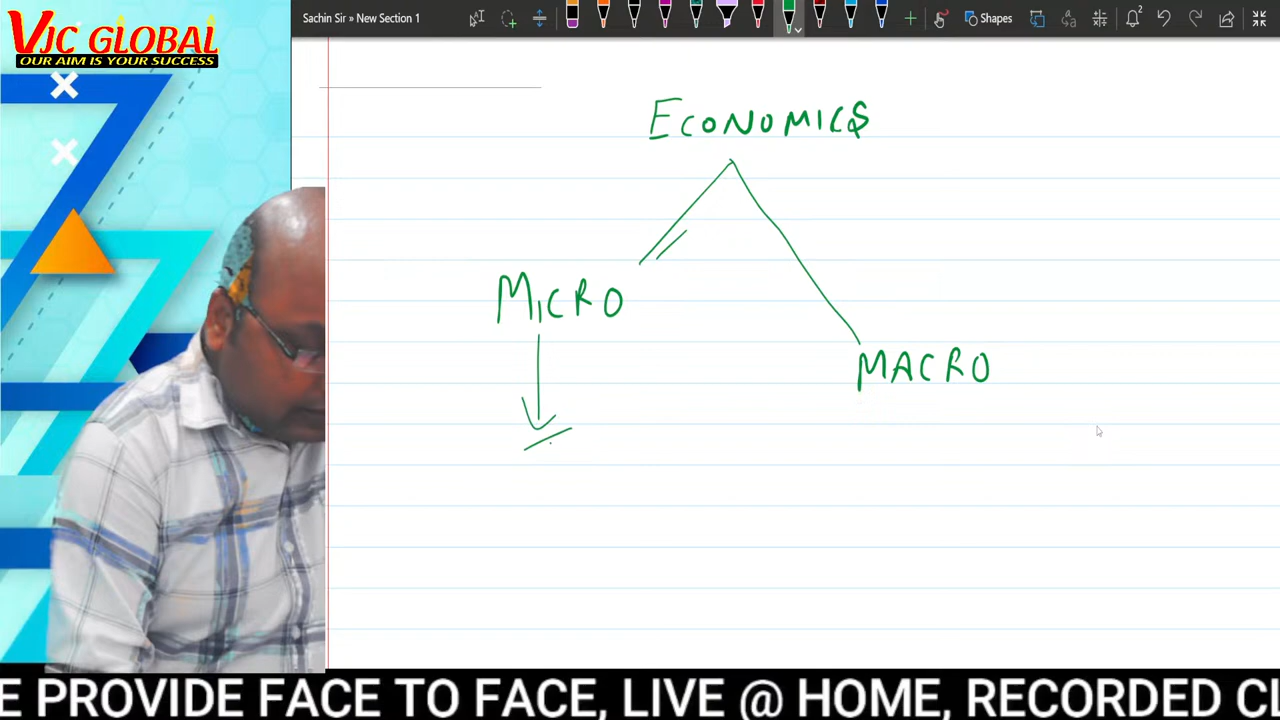 VJC GLOBAL
OUR AIM IS YOUR SUCCESS
Sachin Sir » New Section 1
Shapes
2
ECONOMICS
MICRO
MACRO
E PROVIDE FACE TO FACE, LIVE @ HOME, RECORDED CL